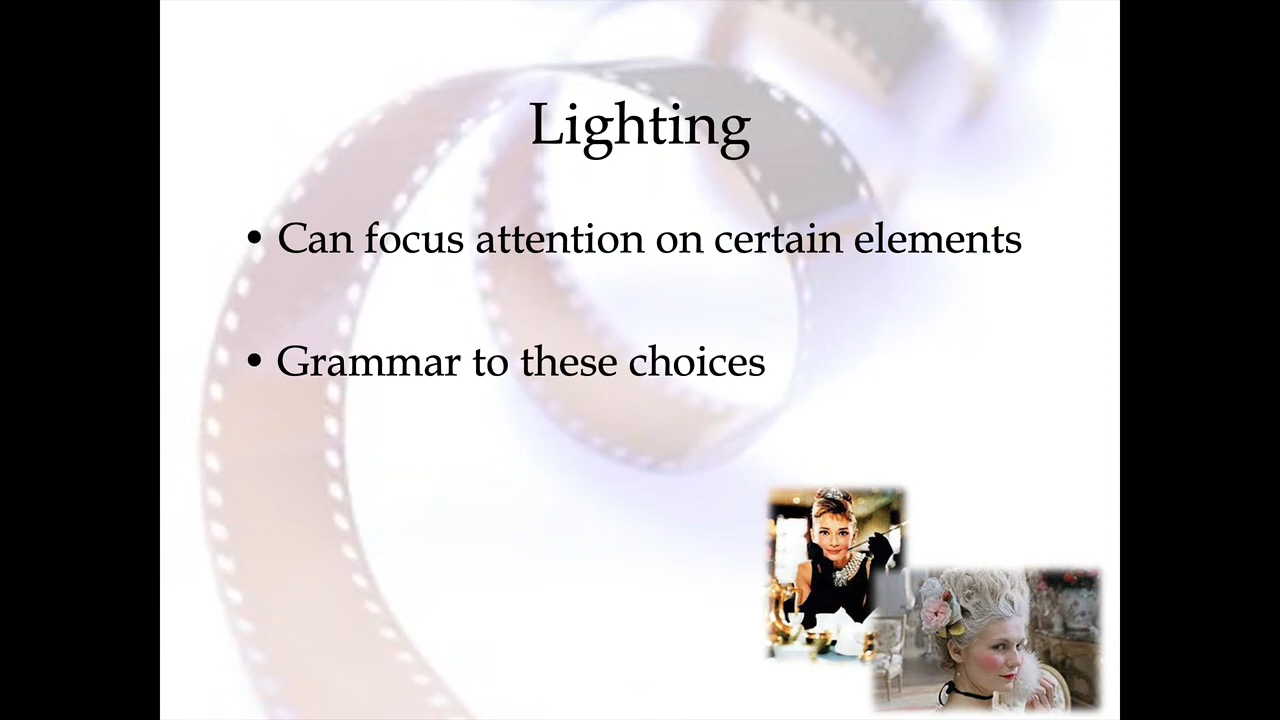 Lighting
• Can focus attention on certain elements
• Grammar to these choices